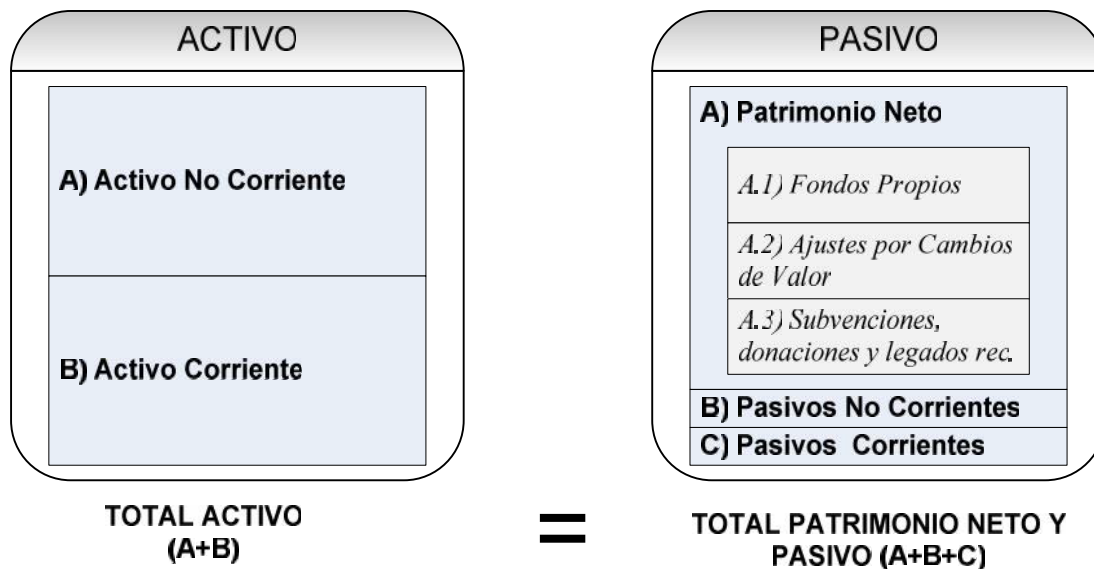 ACTIVO
A) Activo No Corriente
B) Activo Corriente
TOTAL ACTIVO
(A+B)
=
PASIVO
A) Patrimonio Neto
A.1) Fondos Propios
A.2) Ajustes por Cambios
de Valor
A.3) Subvenciones,
donaciones y legados rec.
B) Pasivos No Corrientes
C) Pasivos Corrientes
TOTAL PATRIMONIO NETO Y
PASIVO (A+B+C)